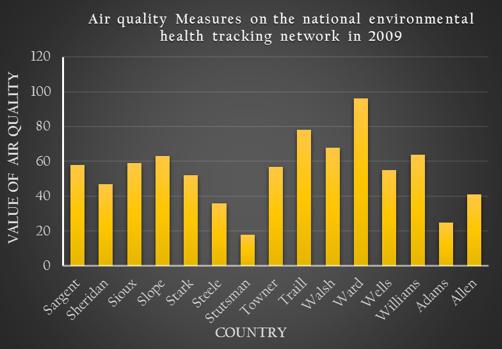 Air quality Measures on the national environmental
health tracking network in 2009
VALUE OF AIR QUALITY
120
100
80
60
40
20
0
Sargent
Sheridan
Sioux
Slope
Stark
Steele
Stutsman
Towner
Traill
Walsh
Ward
Wells
Williams
Adams
Allen
COUNTRY